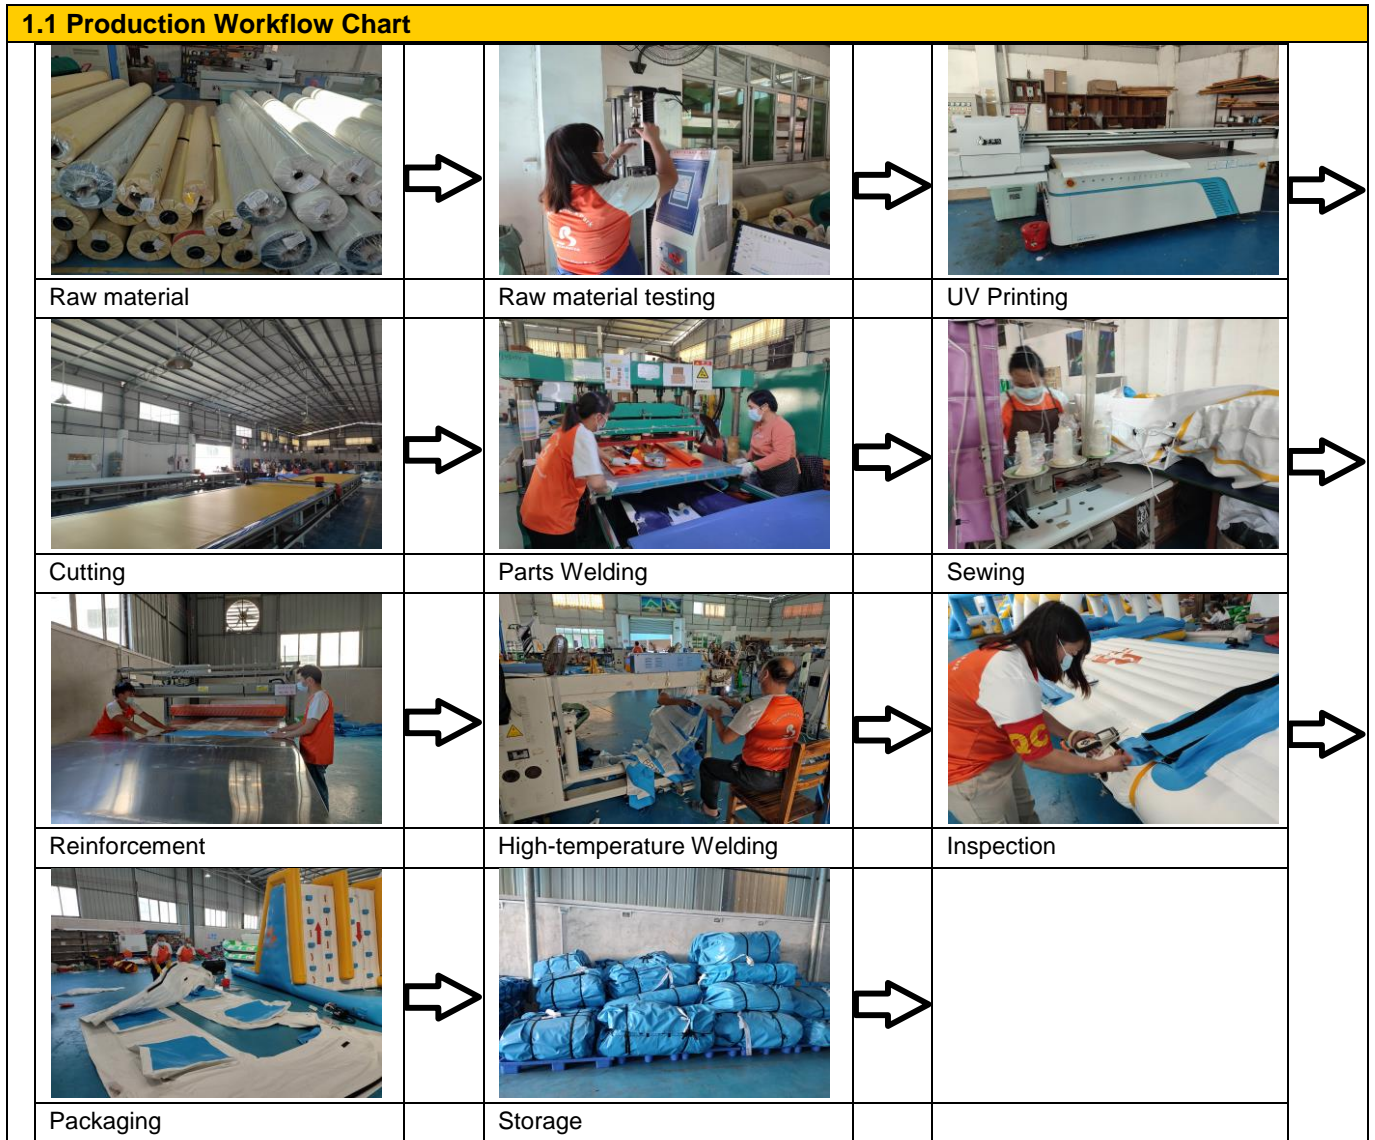 1.1 Production Workflow Chart
Raw material
Raw material testing
UV Printing
Cutting
Parts Welding
Sewing
QC
Reinforcement
High-temperature Welding
Inspection
Packaging
Storage